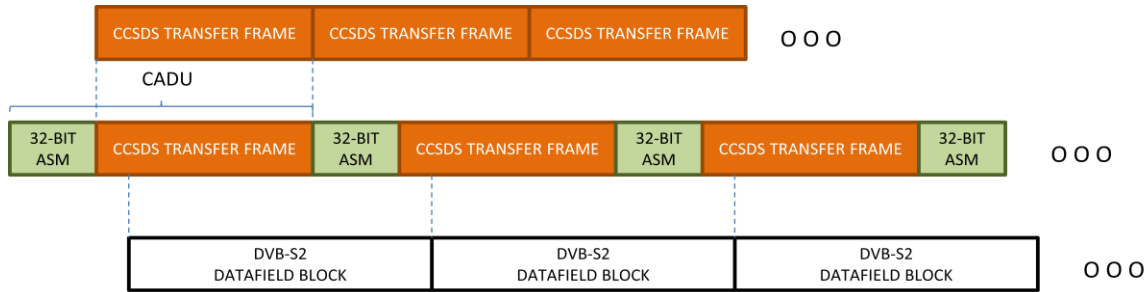 CCSDS TRANSFER FRAME CCSDS TRANSFER FRAME CCSDS TRANSFER FRAME O O O
CADU
32-BIT ASM CCSDS TRANSFER FRAME 32-BIT ASM CCSDS TRANSFER FRAME 32-BIT ASM CCSDS TRANSFER FRAME 32-BIT ASM O O O
DVB-S2 DVB-S2 DVB-S2
DATAFIELD BLOCK DATAFIELD BLOCK DATAFIELD BLOCK O O O